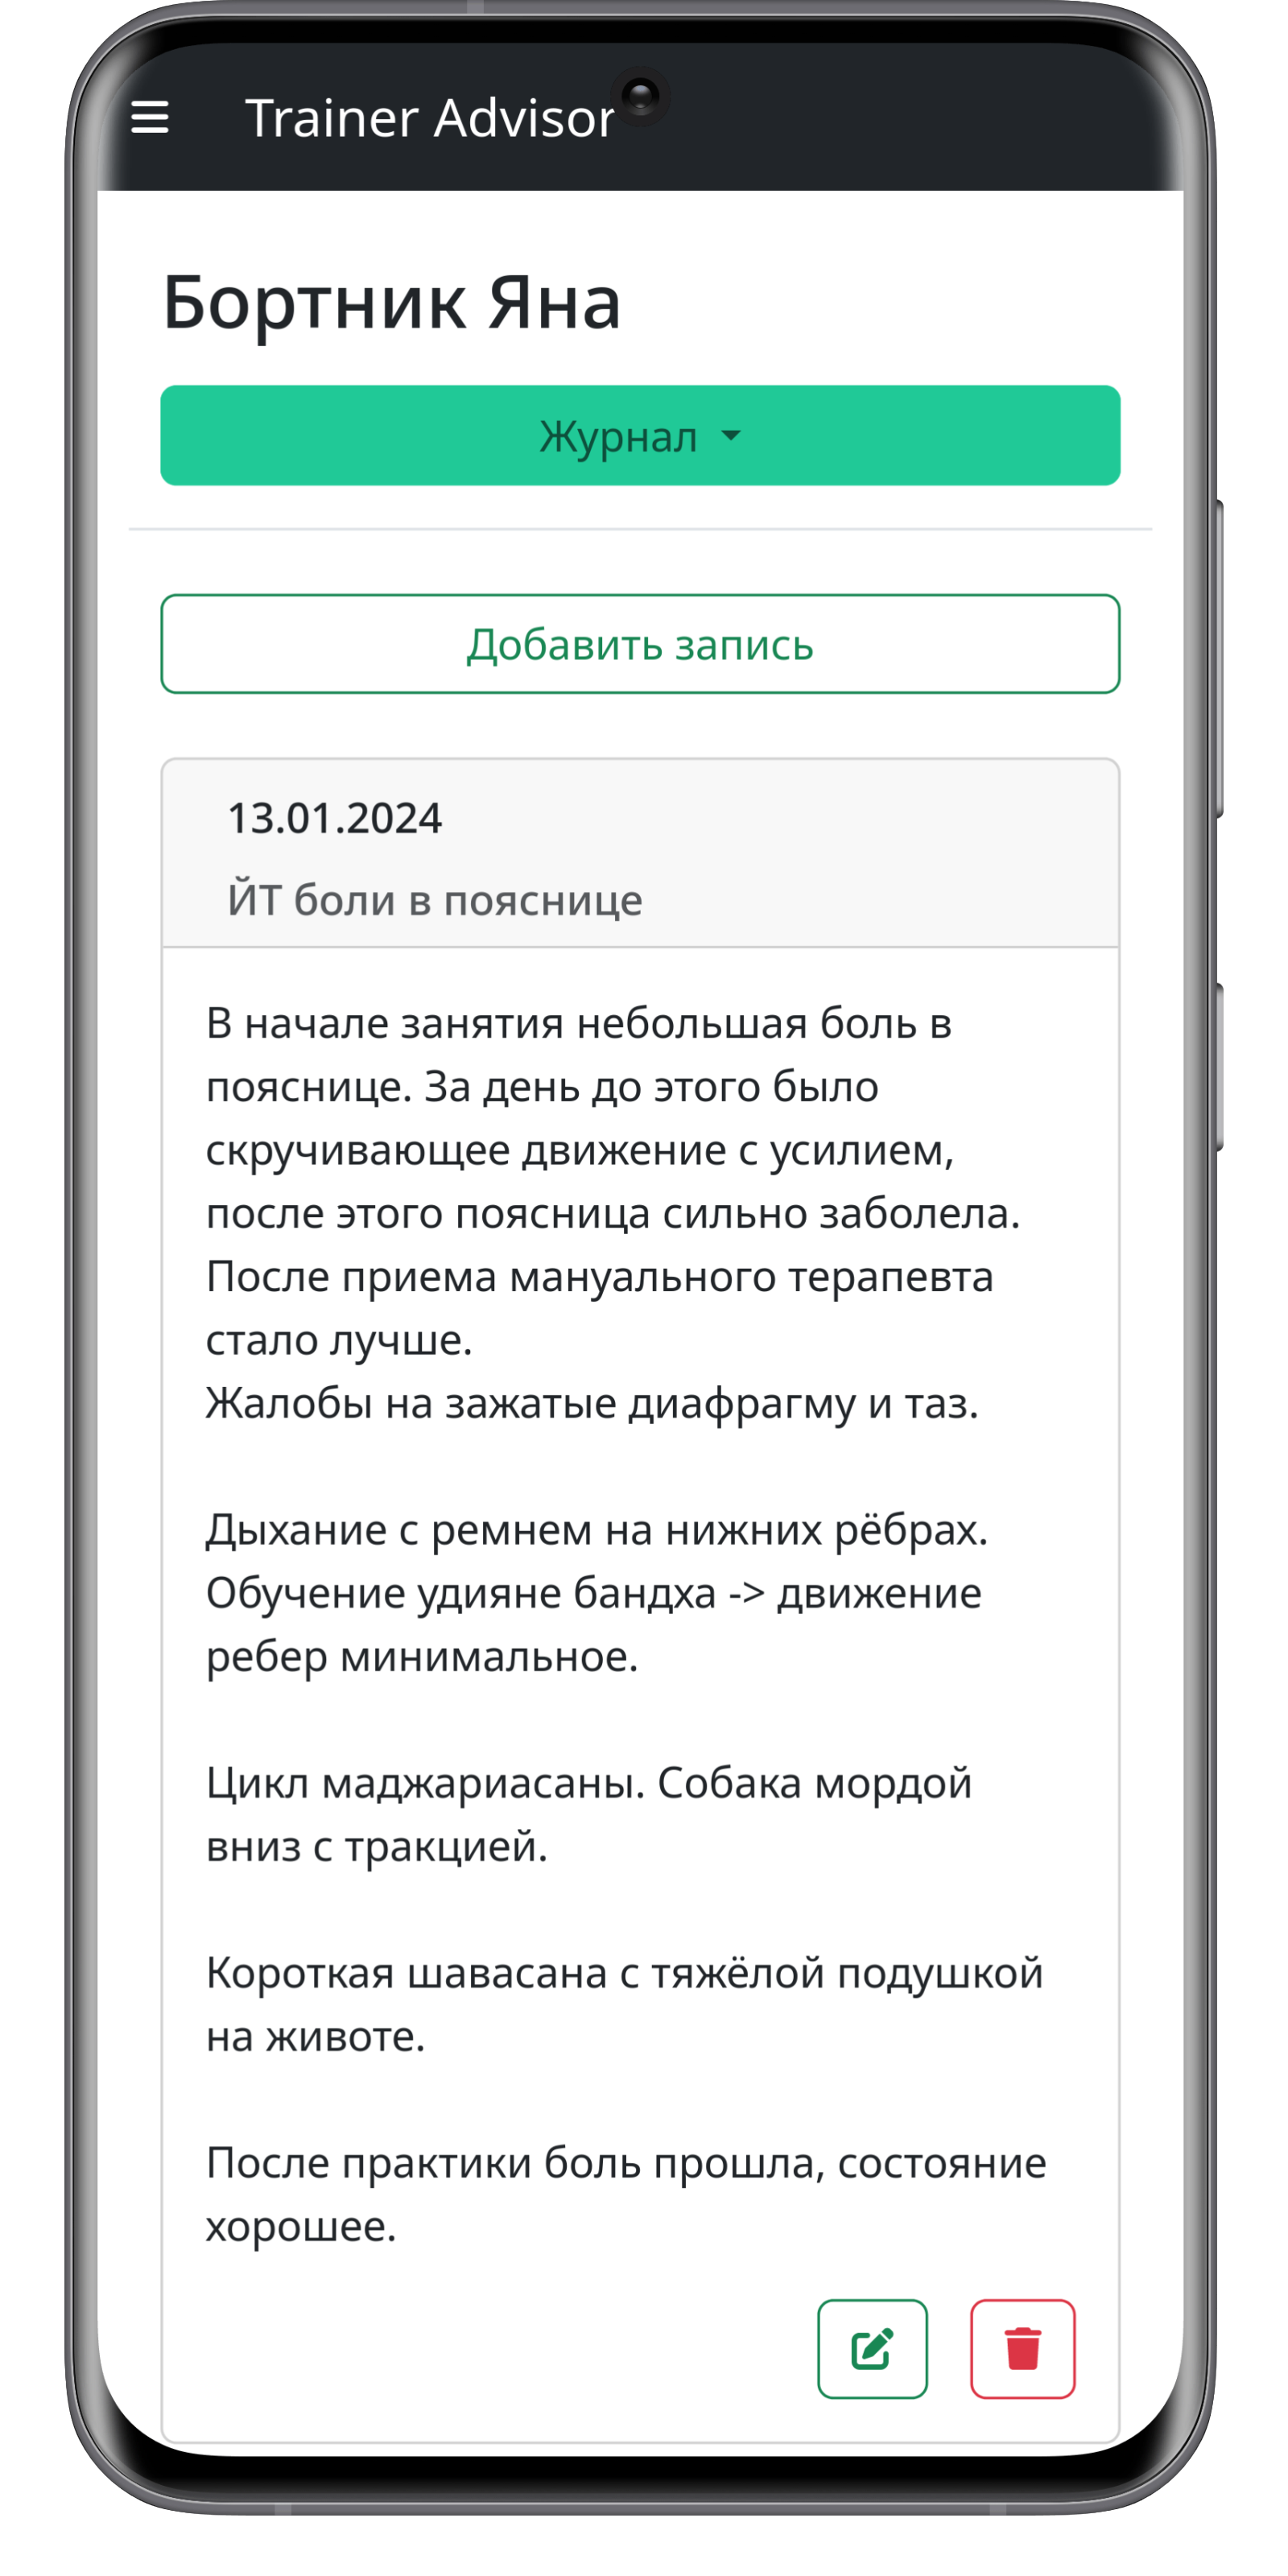 Trainer Advisor
Бортник Яна
Журнал
Добавить запись
13.01.2024
ЙТ боли в пояснице
В начале занятия небольшая боль в
пояснице. За день до этого было
скручивающее движение с усилием,
после этого поясница сильно заболела.
После приема мануального терапевта
стало лучше.
Жалобы на зажатые диафрагму и таз.
Дыхание с ремнем на нижних рёбрах.
Обучение удияне бандха -> движение
ребер минимальное.
Цикл маджариасаны. Собака мордой
вниз с тракцией.
Короткая шавасана с тяжёлой подушкой
на животе.
После практики боль прошла, состояние
хорошее.